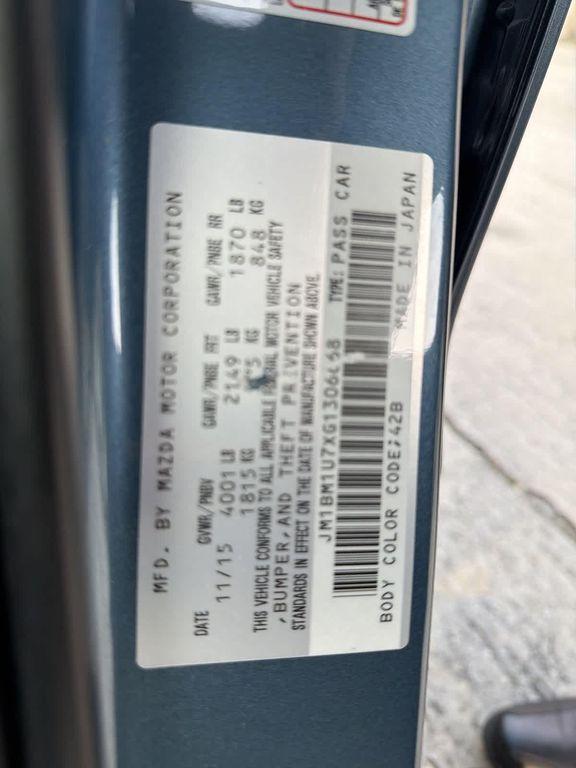 MFD. BY MAZDA MOTOR CORPORATION
DATE GVWR/PNBV GAWR/PNBE FRT GAWR/PNBE RR
11/15 4001 LB 2149 LB 1870 LB
1815 KG KG 848 KG
THIS VEHICLE CONFORMS TO ALL APPLICABLE FEDERAL MOTOR VEHICLE SAFETY
,BUMPER,AND THEFT PREVENTION
STANDARDS IN EFFECT ON THE DATE OF MANUFACTURE SHOWN ABOVE.
JM1BM1U7XG1306468 TYPE:PASS CAR
BODY COLOR CODE;42B MADE IN JAPAN